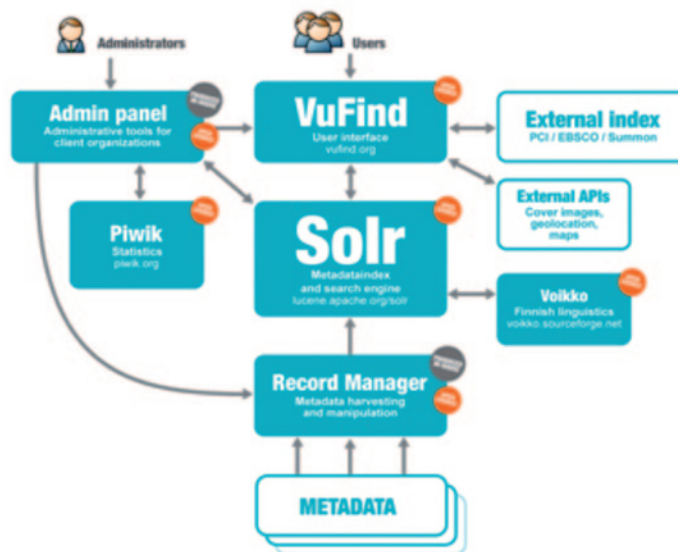 Administrators
Users
Admin panel
Administrative tools for
client organizations
VuFind
User interface
vufind.org
External index
PCI / EBSCO / Summon
External APIs
Cover images,
geolocation,
maps
Piwik
Statistics
piwik.org
Solr
Metadataindex
and search engine
lucene.apache.org/solr
Voikko
Finnish linguistics
voikko.sourceforge.net
Record Manager
Metadata harvesting
and manipulation
METADATA